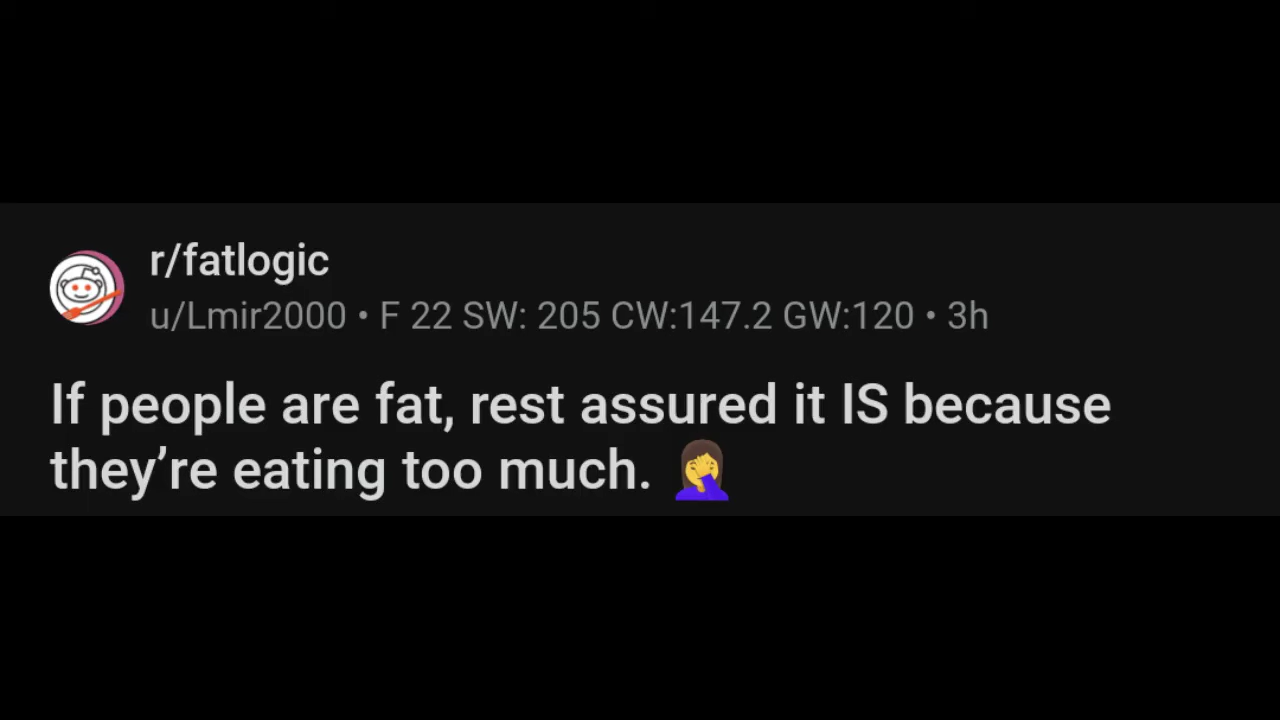 r/fatlogic
u/Lmir2000 • F 22 SW: 205 CW:147.2 GW:120 • 3h
If people are fat, rest assured it IS because
they’re eating too much. 🤦‍♀️